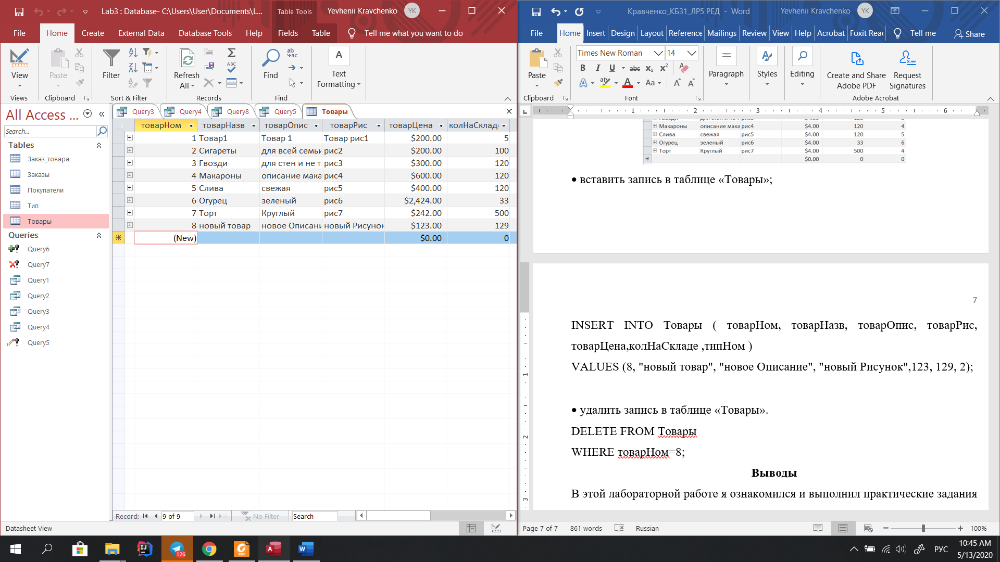 Lab3 : Database- C:\Users\User\Documents\L...
Table Tools
Yevhenii Kravchenko
YK
File
Home
Create
External Data
Database Tools
Help
Fields
Table
Tell me what you want to do
View
Paste
Filter
Refresh
All
Find
Text
Formatting
Views
Clipboard
Sort & Filter
Records
Find
All Access ...
Search...
Tables
Заказ_товара
Заказы
Покупатели
Тип
Товары
Queries
Query6
Query7
Query1
Query2
Query3
Query4
Query5
Query3 Query4 Query8 Query5 Товары
товарНом товарНазв товарОпис товарРис товарЦена колНаСкладе
1 Товар1 Товар 1 Товар рис1 $200.00 5
2 Сигареты для всей семьи рис2 $200.00 100
3 Гвозди для стен и не т рис3 $300.00 120
4 Макароны описание мака рис4 $600.00 120
5 Слива свежая рис5 $400.00 120
6 Огурец зеленый рис6 $2,424.00 33
7 Торт Круглый рис7 $242.00 500
8 новый товар новое Описани новый Рисунок $123.00 129
(New) $0.00 0
Record: 9 of 9 No Filter Search
Datasheet View
Кравченко_КБ31_ЛР5 РЕД - Word
Yevhenii Kravchenko
YK
File Home Insert Design Layout Reference Mailings Review View Help Acrobat Foxit Reac Tell me Share
Paste
Times New Roman 14
B I U abc x₂ x²
A Aa A A
Paragraph
Styles
Editing
Create and Share
Adobe PDF
Request
Signatures
Clipboard
Font
Adobe Acrobat
1 2 3 4 5 6
Макароны описание мака рис4 $4.00 120 4
Слива свежая рис5 $4.00 120 5
Огурец зеленый рис6 $4.00 33 6
Торт Круглый рис7 $4.00 500 4
$0.00 0 0
• вставить запись в таблице «Товары»;
7
INSERT INTO Товары ( товарНом, товарНазв, товарОпис, товарРис,
товарЦена,колНаСкладе ,типНом )
VALUES (8, "новый товар", "новое Описание", "новый Рисунок",123, 129, 2);
• удалить запись в таблице «Товары».
DELETE FROM Товары
WHERE товарНом=8;
Выводы
В этой лабораторной работе я ознакомился и выполнил практические задания
Page 7 of 7 861 words Russian 100%
126
РУС
10:45 AM
5/13/2020